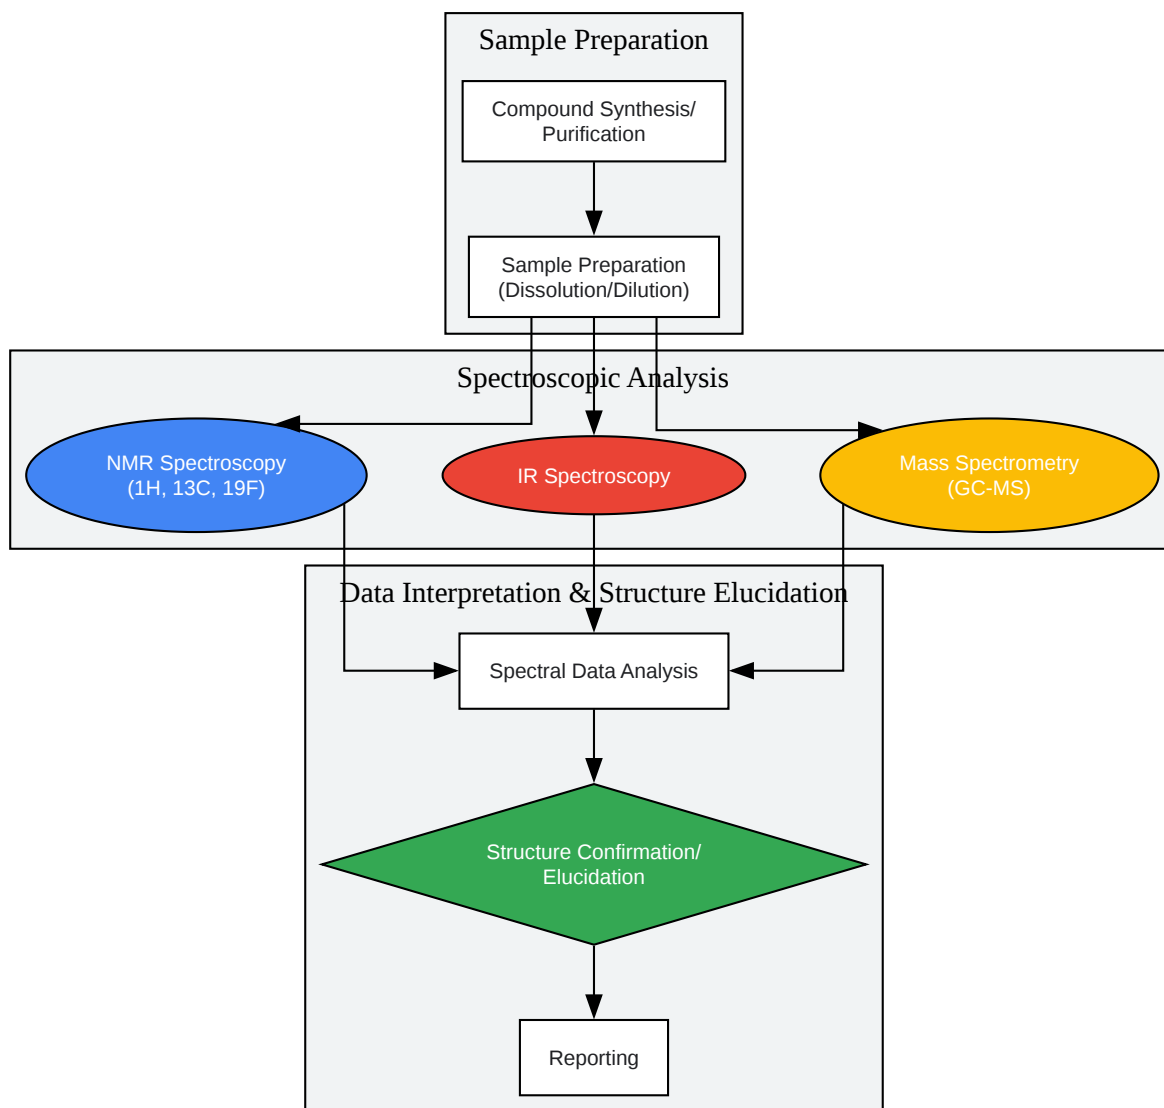 Sample Preparation
Compound Synthesis/
Purification
Sample Preparation
(Dissolution/Dilution)
Spectroscopic Analysis
NMR Spectroscopy
(1H, 13C, 19F)
IR Spectroscopy
Mass Spectrometry
(GC-MS)
Data Interpretation & Structure Elucidation
Spectral Data Analysis
Structure Confirmation/
Elucidation
Reporting